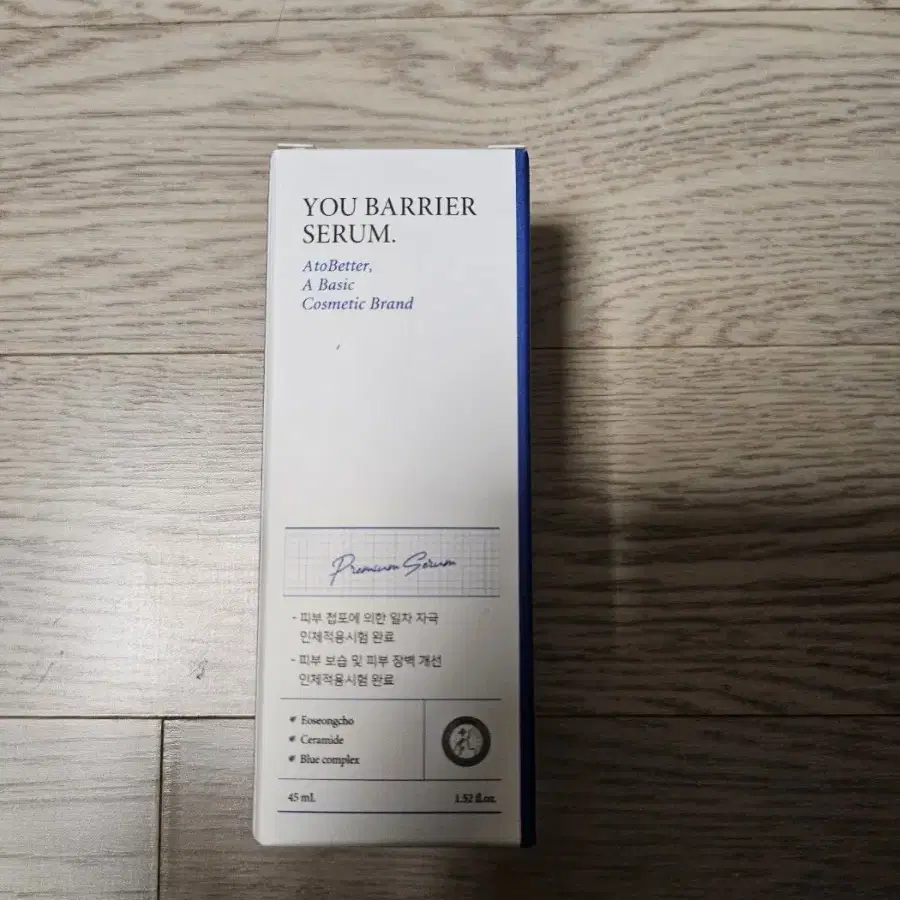 YOU BARRIER
SERUM.
AtoBetter,
A Basic
Cosmetic Brand
Premium Serum
- 피부 첩포에 의한 일차 자극
인체적용시험 완료
- 피부 보습 및 피부 장벽 개선
인체적용시험 완료
Eoseongcho
Ceramide
Blue complex
45 ml. 1.52 fl.oz.